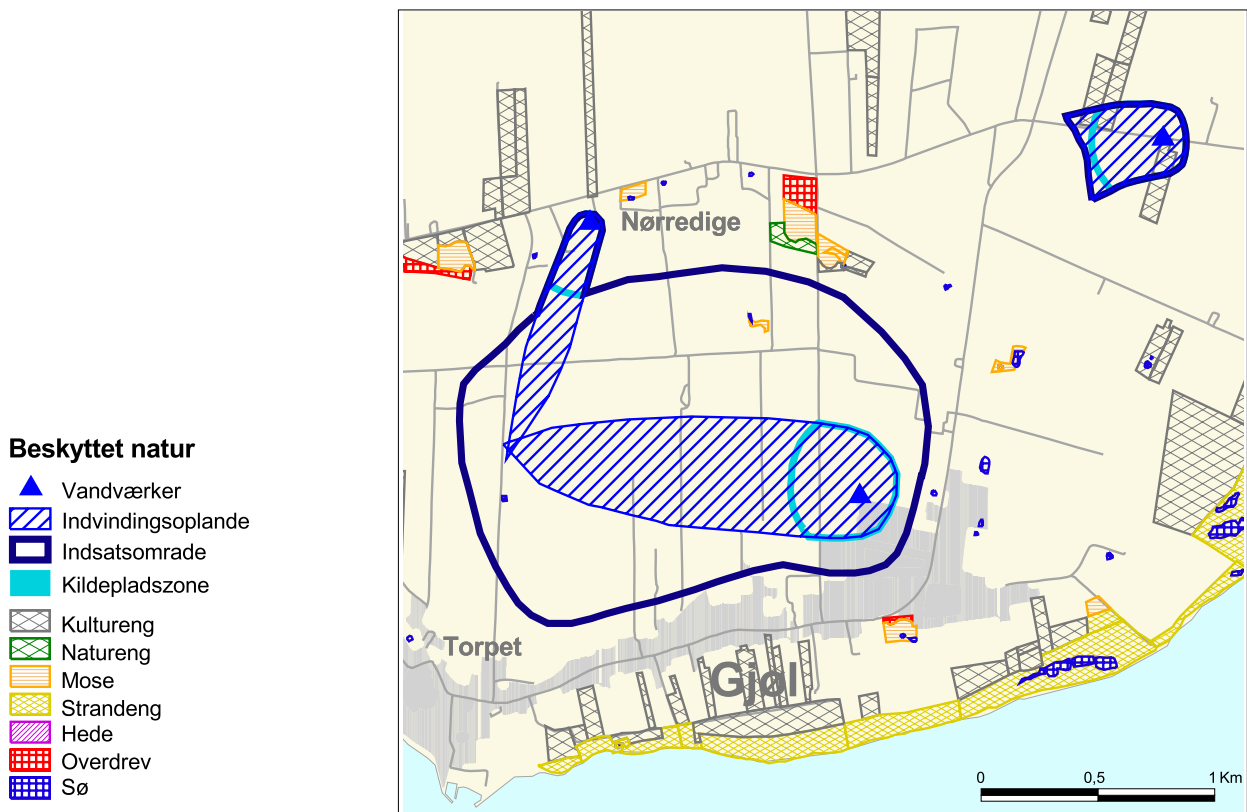 Beskyttet natur
Vandværker
Indvindingsoplande
Indsatsomrade
Kildepladszone
Kultureng
Natureng
Mose
Strandeng
Hede
Overdrev
Sø
Nørredige
Torpet
Gjøl
0 0,5 1 Km